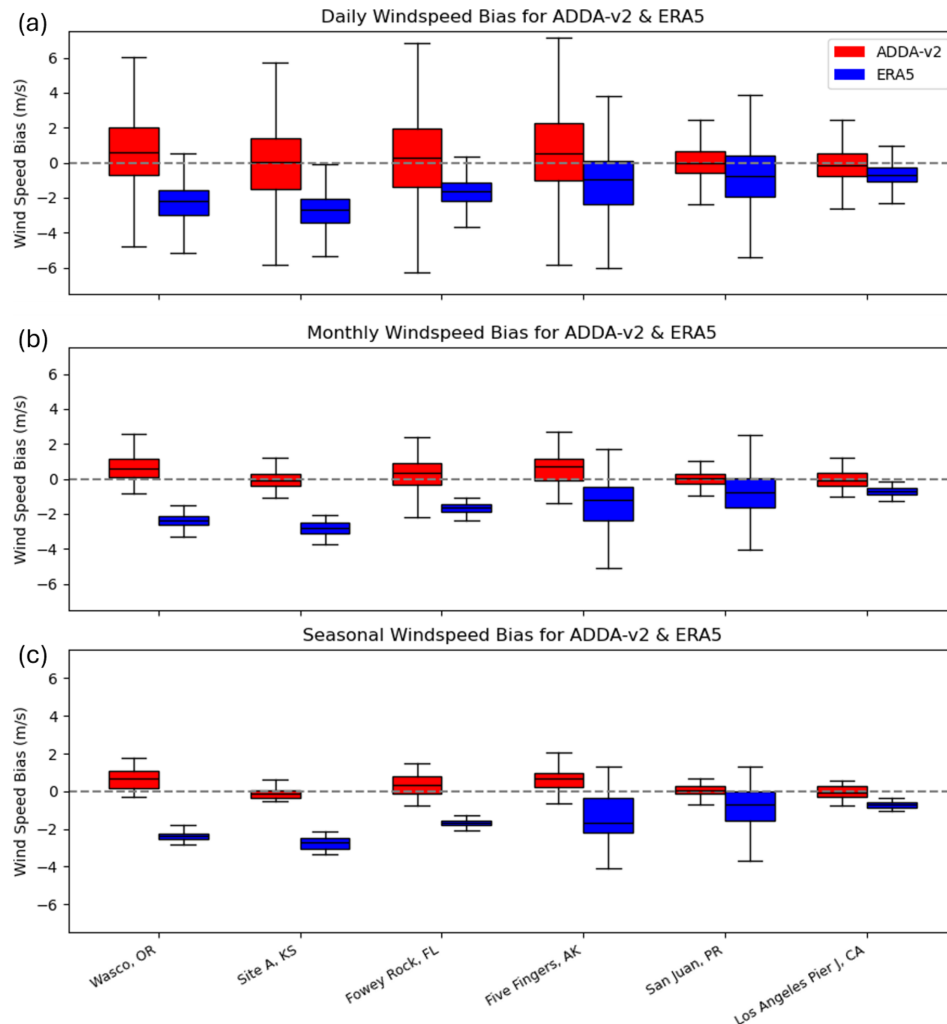 (a)
Daily Windspeed Bias for ADDA-v2 & ERA5
Wind Speed Bias (m/s)
6
4
2
0
−2
−4
−6
ADDA-v2
ERA5
(b)
Monthly Windspeed Bias for ADDA-v2 & ERA5
Wind Speed Bias (m/s)
6
4
2
0
−2
−4
−6
(c)
Seasonal Windspeed Bias for ADDA-v2 & ERA5
Wind Speed Bias (m/s)
6
4
2
0
−2
−4
−6
Wasco, OR
Site A, KS
Fowey Rock, FL
Five Fingers, AK
San Juan, PR
Los Angeles Pier J, CA